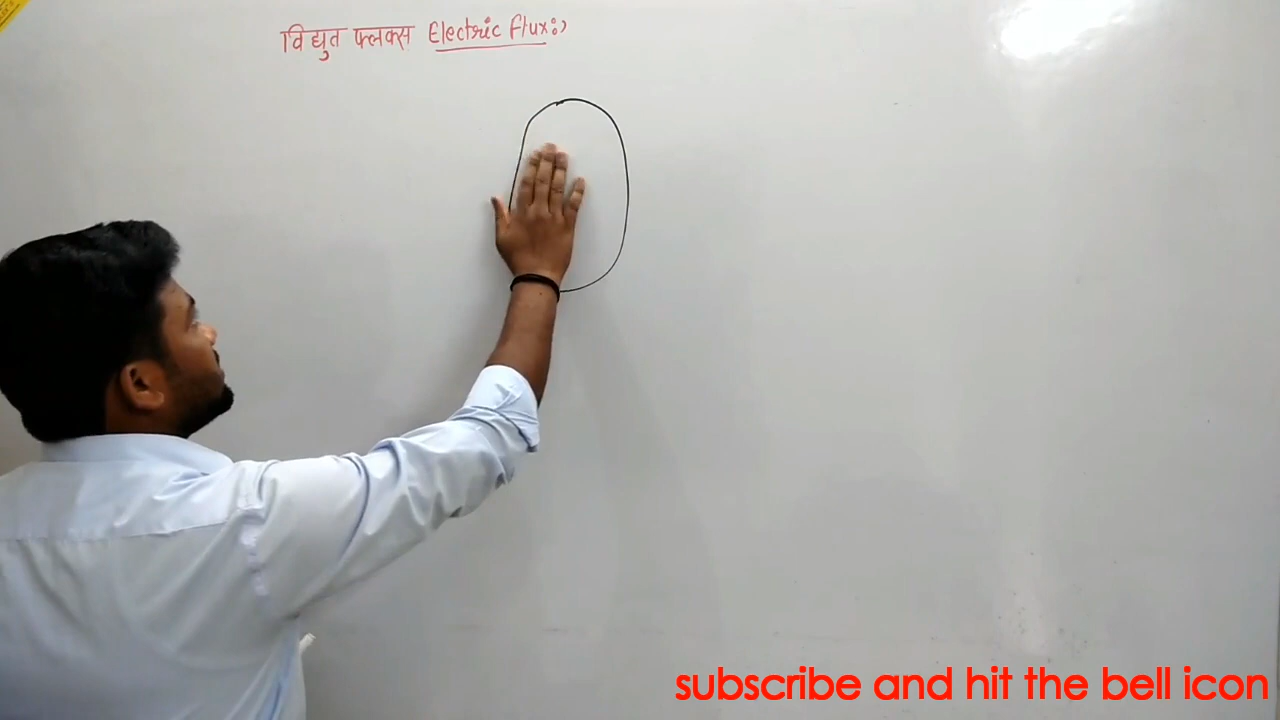 विद्युत फ्लक्स Electric flux:→
subscribe and hit the bell icon